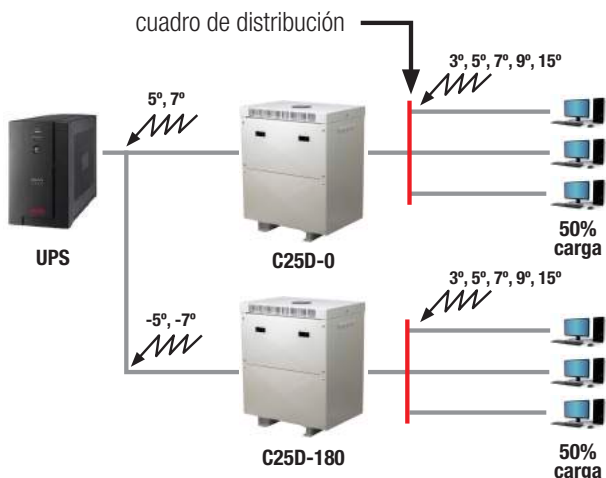 cuadro de distribución
3º, 5º, 7º, 9º, 15º
5º, 7º
UPS
C25D-0
50%
carga
3º, 5º, 7º, 9º, 15º
-5º, -7º
C25D-180
50%
carga